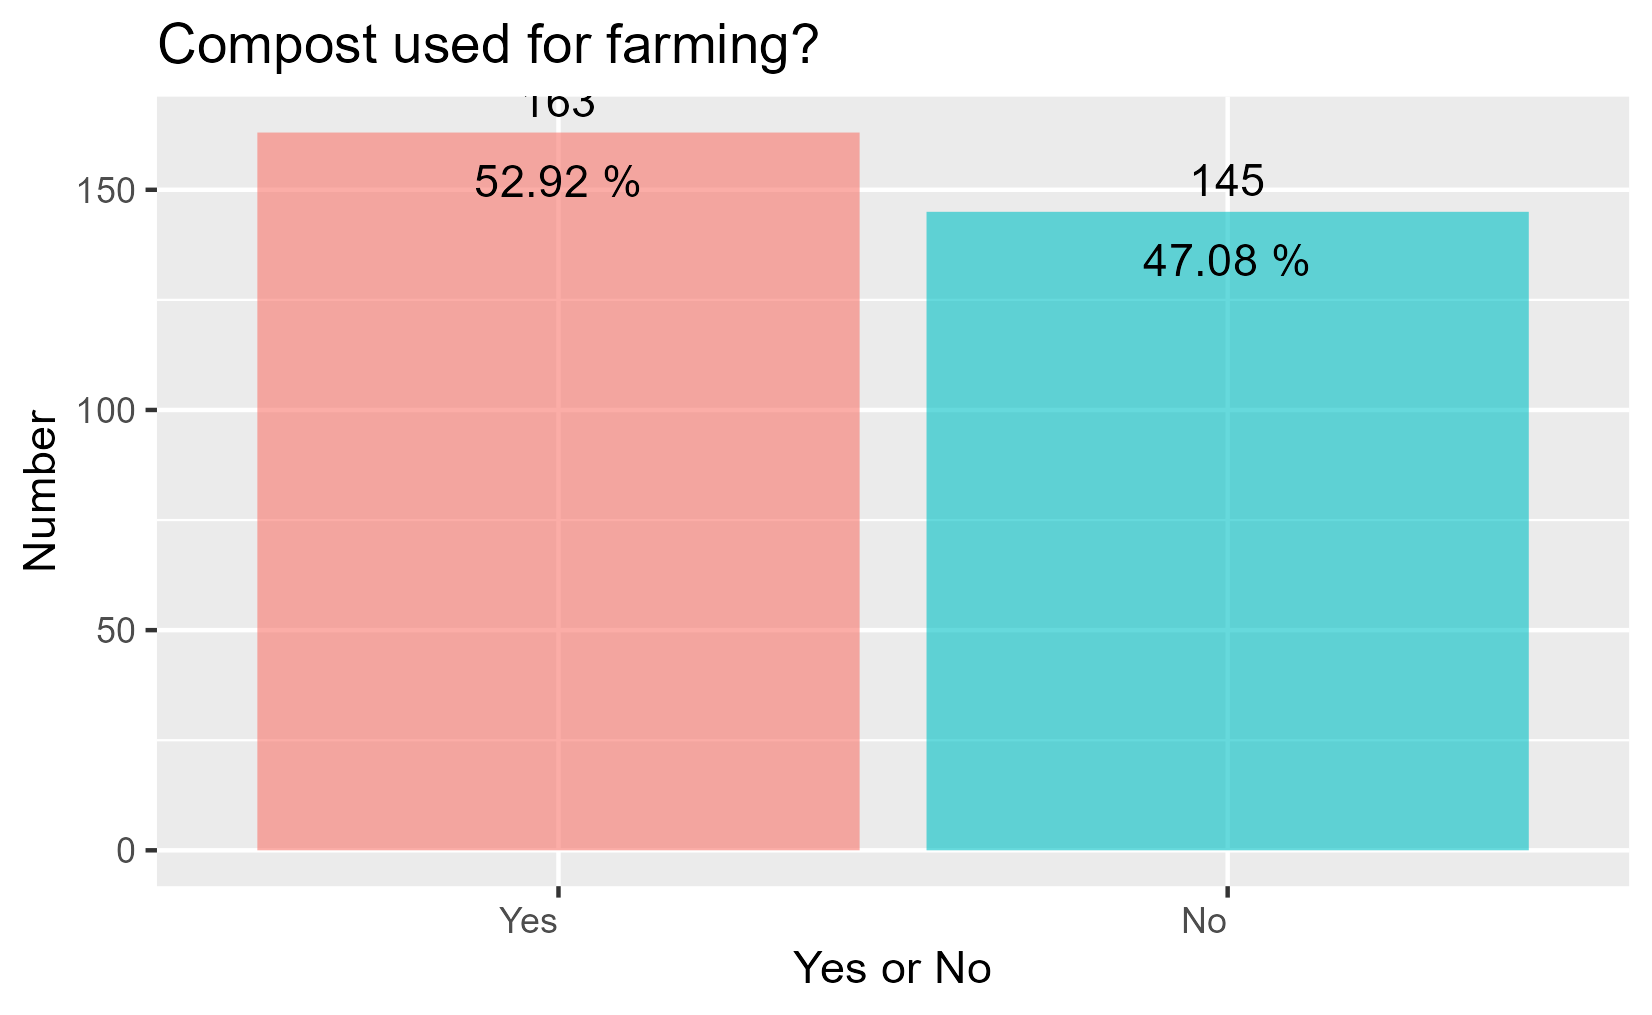 Compost used for farming?
163
52.92 %
145
47.08 %
150
100
50
0
Number
Yes
No
Yes or No